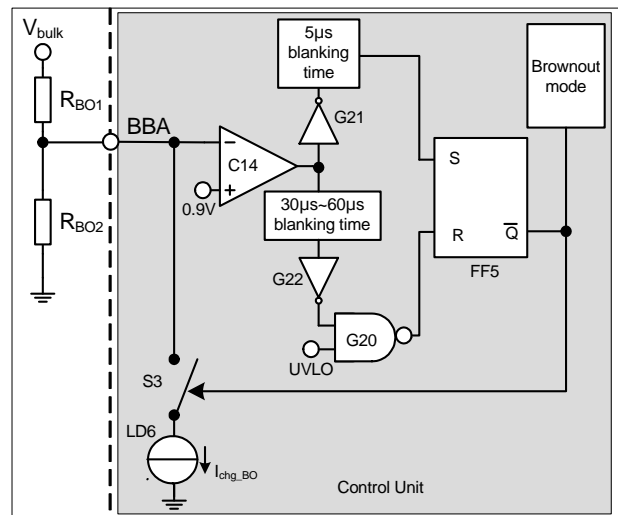 Vbulk
RBO1
RBO2
BBA
0.9V
−
+
C14
5µs
blanking
time
G21
30µs~60µs
blanking time
G22
G20
UVLO
S
R
Q̅
FF5
Brownout
mode
S3
LD6
Ichg_BO
Control Unit